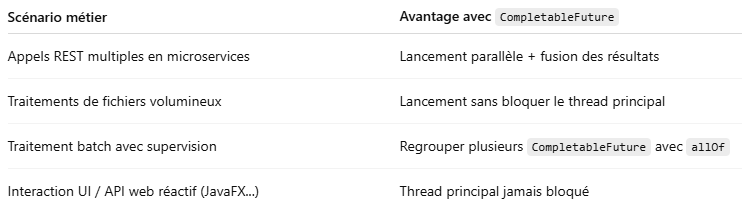 Scénario métier Avantage avec CompletableFuture
Appels REST multiples en microservices Lancement parallèle + fusion des résultats
Traitements de fichiers volumineux Lancement sans bloquer le thread principal
Traitement batch avec supervision Regrouper plusieurs CompletableFuture avec allOf
Interaction UI / API web réactif (JavaFX...) Thread principal jamais bloqué